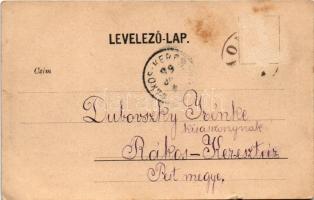 LEVELEZŐ-LAP.
Czim
Dubovszky Irénke
kisasszonynak
Rákos-Keresztúr
Pest megye.